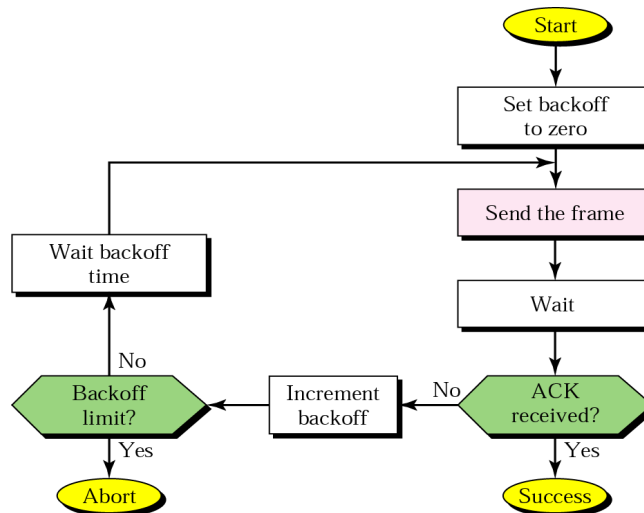 Start
Set backoff
to zero
Send the frame
Wait backoff
time
Wait
No
Backoff
limit?
Increment
backoff
No
ACK
received?
Yes
Yes
Abort
Success